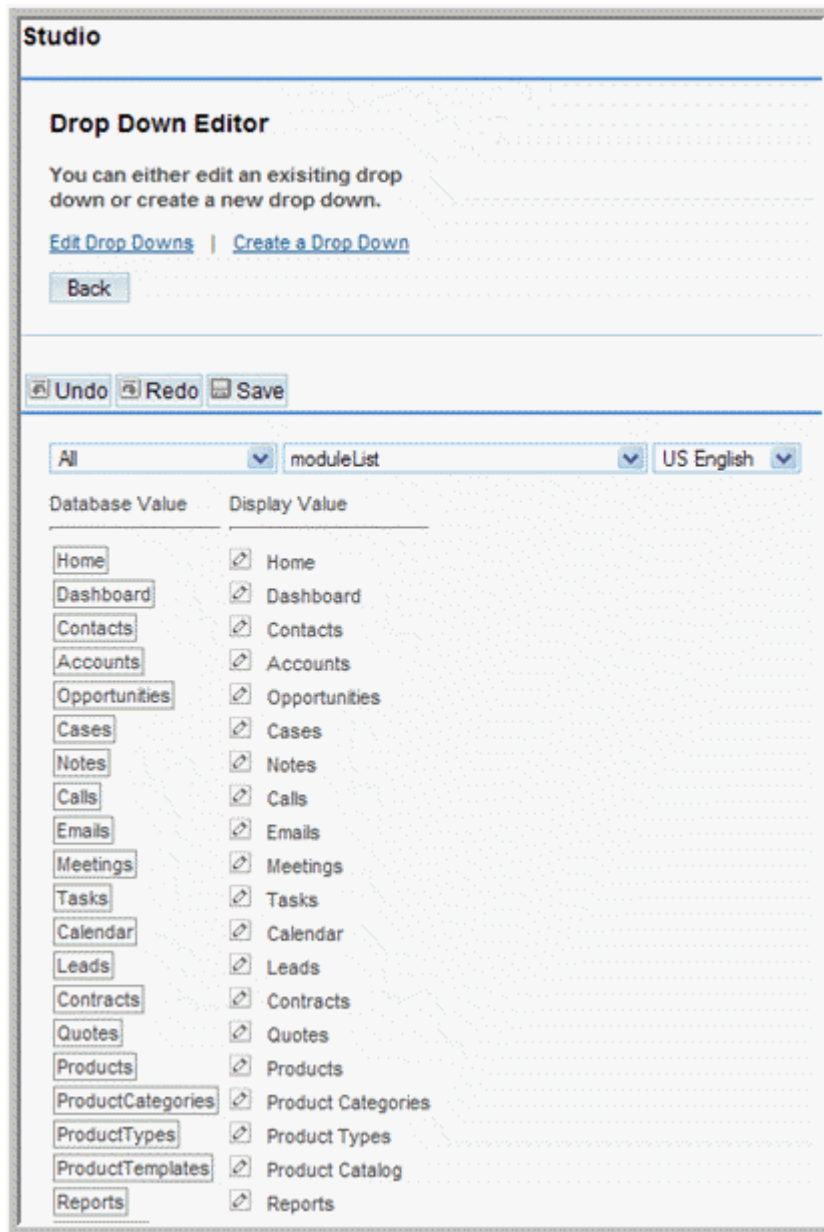 Studio
Drop Down Editor
You can either edit an exisiting drop
down or create a new drop down.
Edit Drop Downs | Create a Drop Down
Back
Undo Redo Save
All moduleList US English
Database Value Display Value
Home Home
Dashboard Dashboard
Contacts Contacts
Accounts Accounts
Opportunities Opportunities
Cases Cases
Notes Notes
Calls Calls
Emails Emails
Meetings Meetings
Tasks Tasks
Calendar Calendar
Leads Leads
Contracts Contracts
Quotes Quotes
Products Products
ProductCategories Product Categories
ProductTypes Product Types
ProductTemplates Product Catalog
Reports Reports